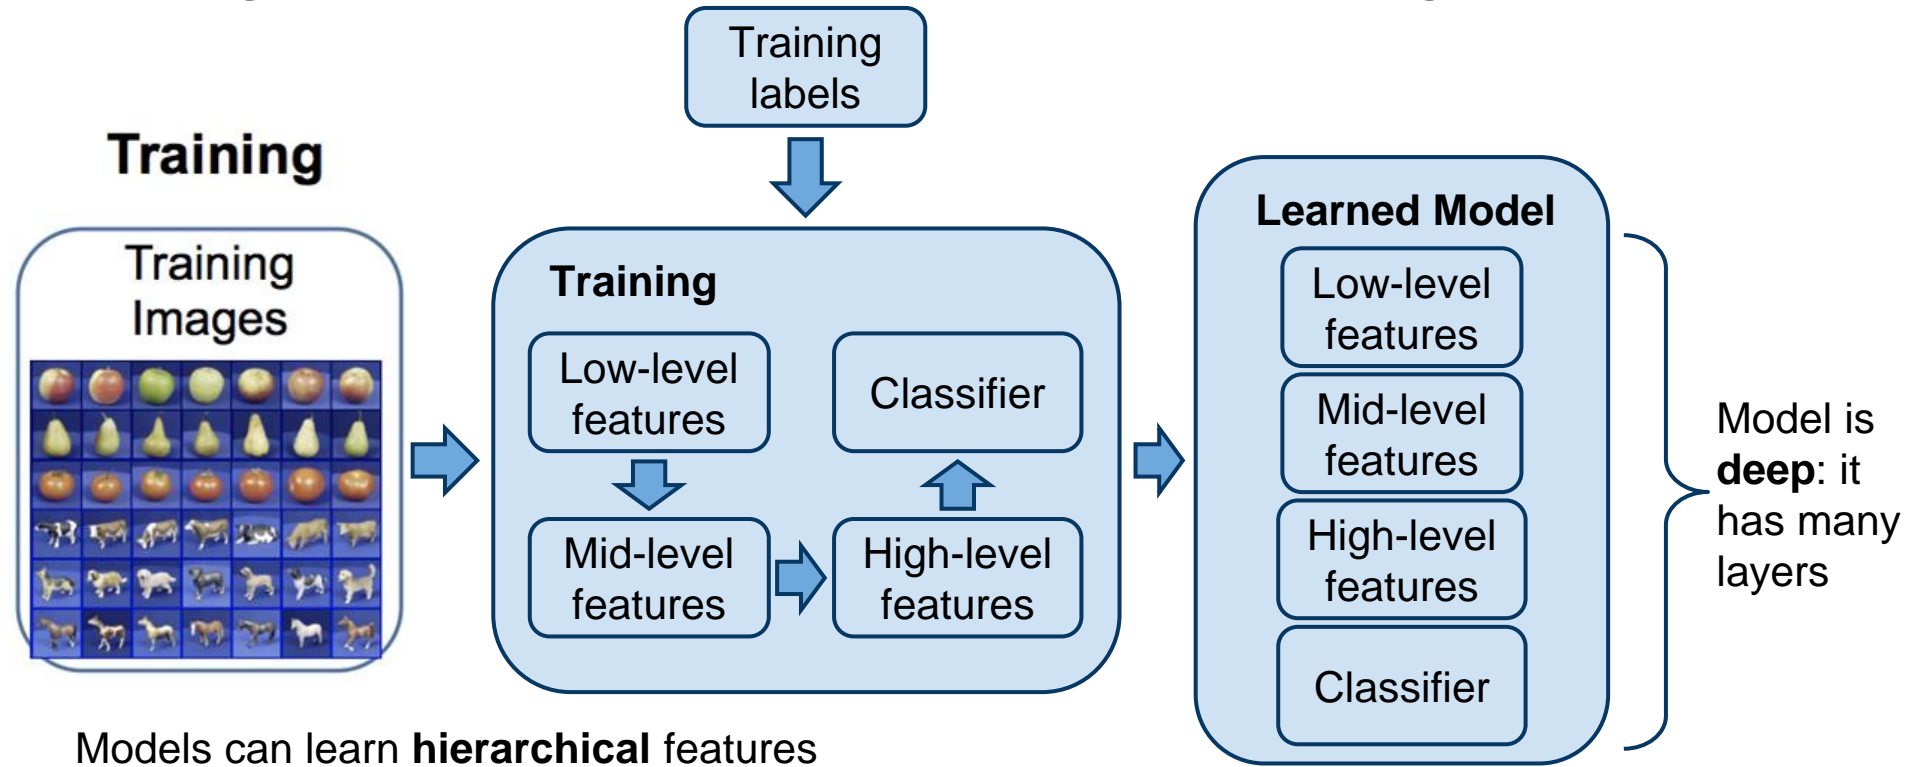 Training
labels
Training
Training
Images
Training
Low-level
features
Classifier
Mid-level
features
High-level
features
Learned Model
Low-level
features
Mid-level
features
High-level
features
Classifier
Model is
deep: it
has many
layers
Models can learn hierarchical features